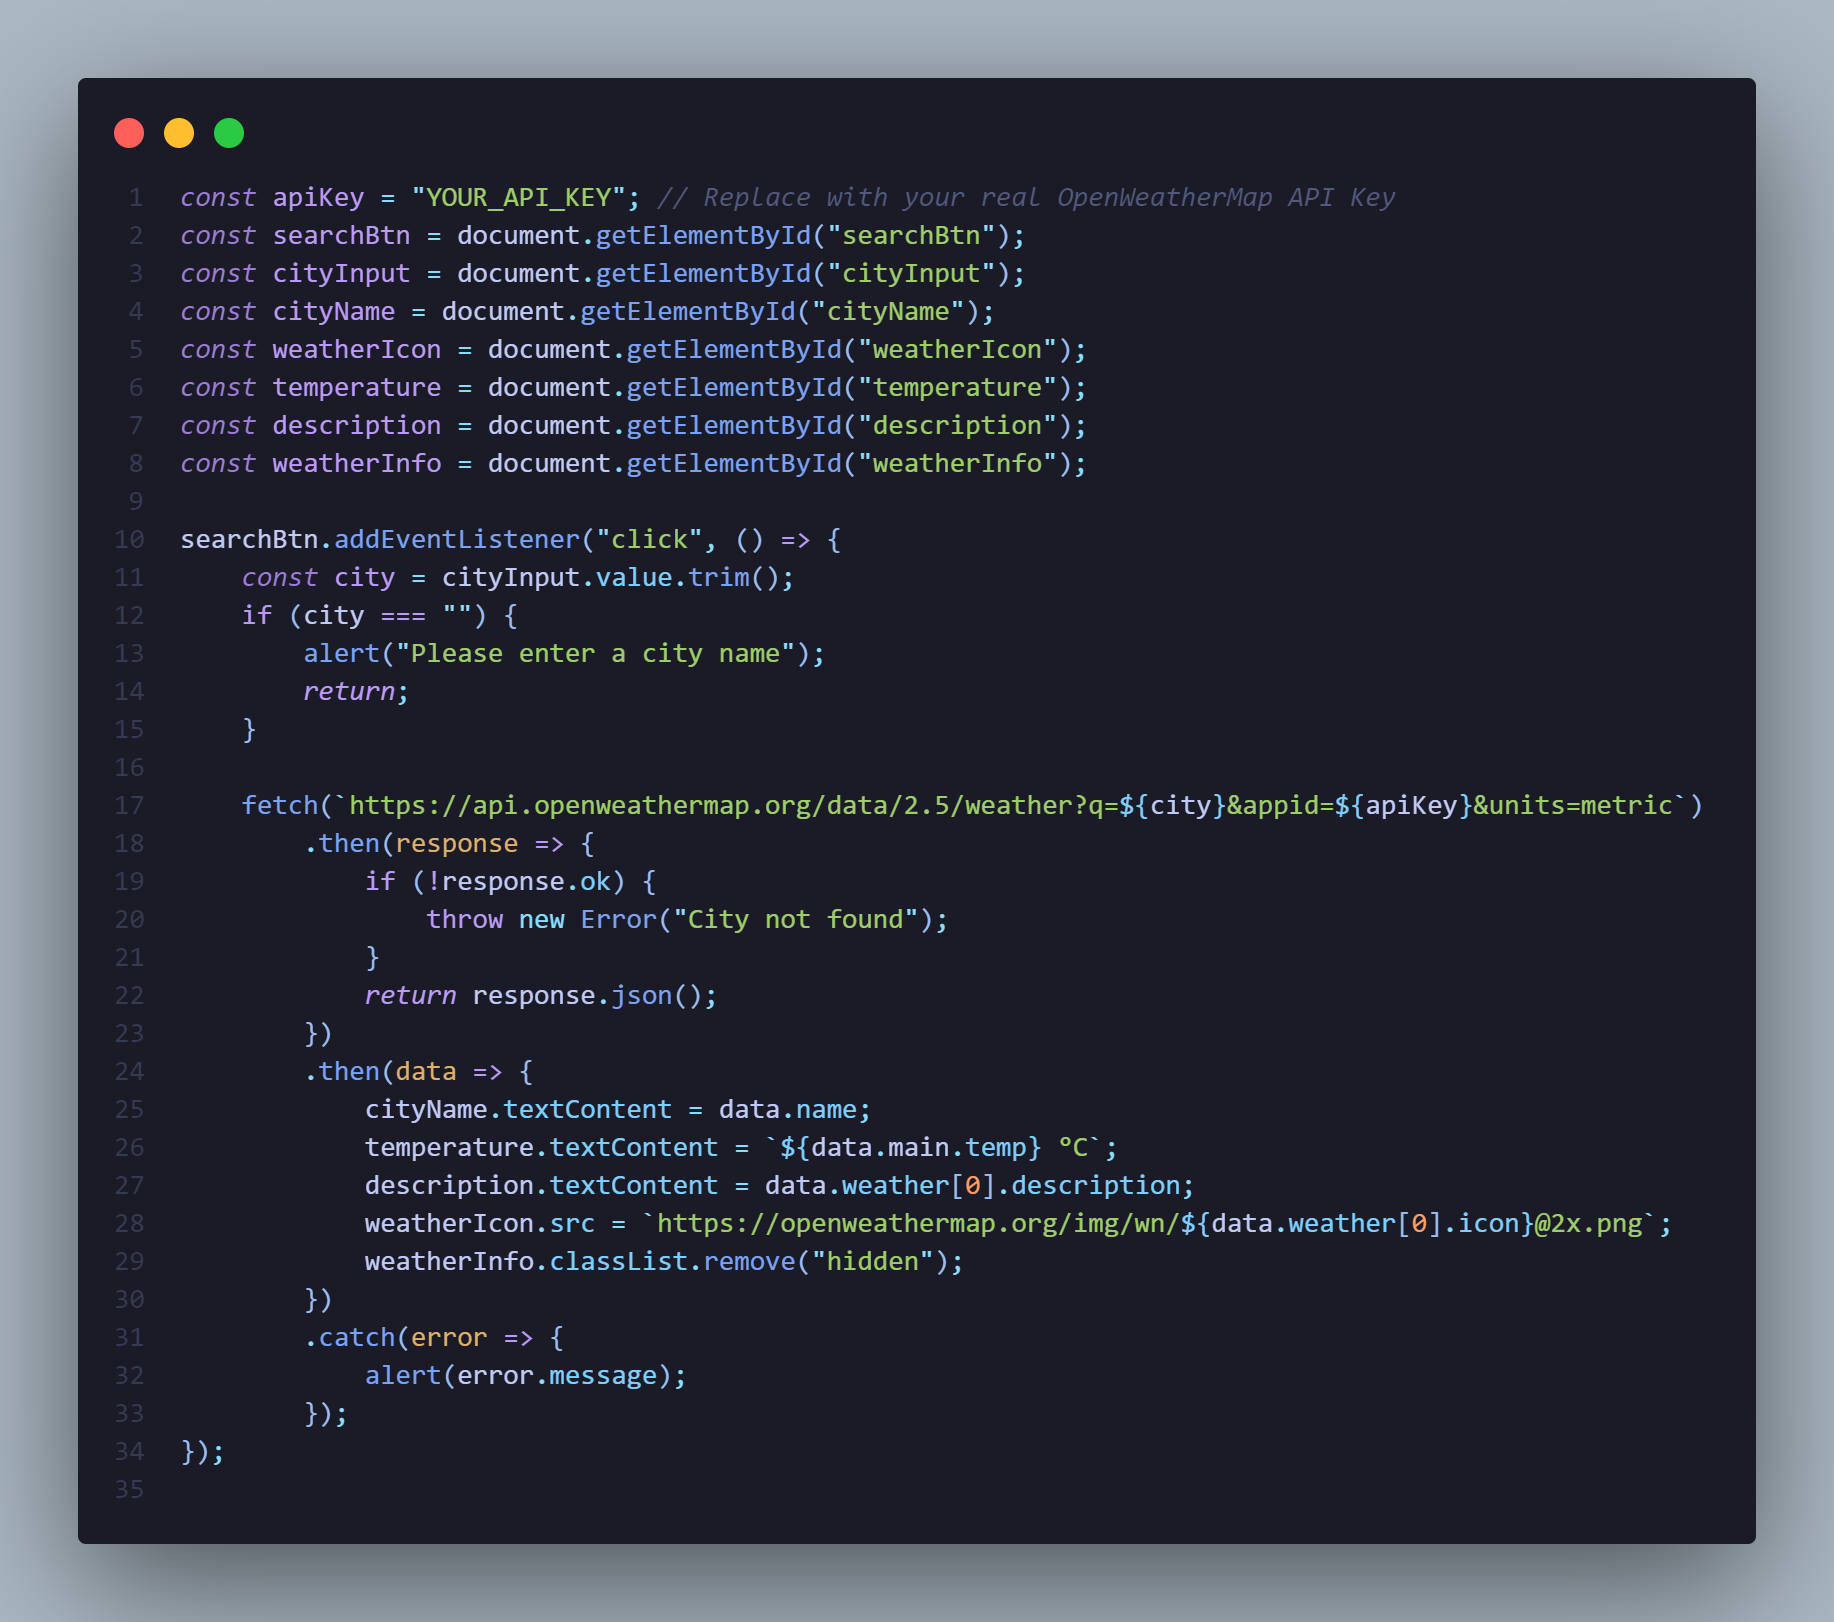 1 const apiKey = "YOUR_API_KEY"; // Replace with your real OpenWeatherMap API Key
2 const searchBtn = document.getElementById("searchBtn");
3 const cityInput = document.getElementById("cityInput");
4 const cityName = document.getElementById("cityName");
5 const weatherIcon = document.getElementById("weatherIcon");
6 const temperature = document.getElementById("temperature");
7 const description = document.getElementById("description");
8 const weatherInfo = document.getElementById("weatherInfo");
9
10 searchBtn.addEventListener("click", () => {
11     const city = cityInput.value.trim();
12     if (city === "") {
13         alert("Please enter a city name");
14         return;
15     }
16
17     fetch(`https://api.openweathermap.org/data/2.5/weather?q=${city}&appid=${apiKey}&units=metric`)
18         .then(response => {
19             if (!response.ok) {
20                 throw new Error("City not found");
21             }
22             return response.json();
23         })
24         .then(data => {
25             cityName.textContent = data.name;
26             temperature.textContent = `${data.main.temp} °C`;
27             description.textContent = data.weather[0].description;
28             weatherIcon.src = `https://openweathermap.org/img/wn/${data.weather[0].icon}@2x.png`;
29             weatherInfo.classList.remove("hidden");
30         })
31         .catch(error => {
32             alert(error.message);
33         });
34 });
35